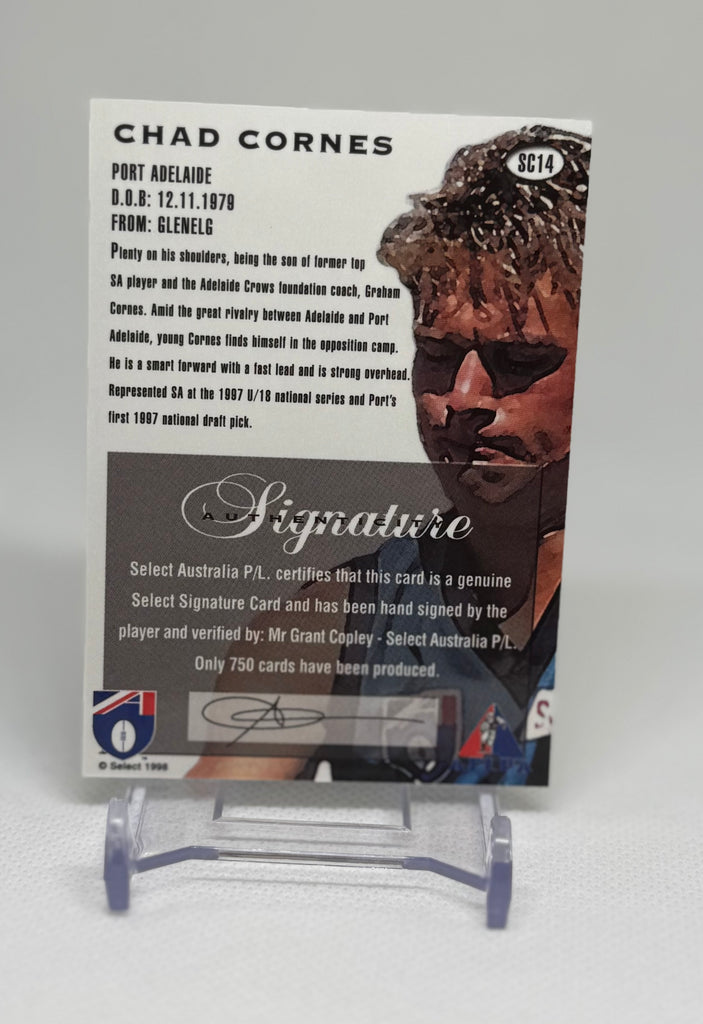 CHAD CORNES
SC14
PORT ADELAIDE
D.O.B: 12.11.1979
FROM: GLENELG
Plenty on his shoulders, being the son of former top
SA player and the Adelaide Crows foundation coach, Graham
Cornes. Amid the great rivalry between Adelaide and Port
Adelaide, young Cornes finds himself in the opposition camp.
He is a smart forward with a fast lead and is strong overhead.
Represented SA at the 1997 U/18 national series and Port's
first 1997 national draft pick.
Signature
AUTHENTICITY
Select Australia P/L. certifies that this card is a genuine
Select Signature Card and has been hand signed by the
player and verified by: Mr Grant Copley - Select Australia P/L.
Only 750 cards have been produced.
© Select 1998